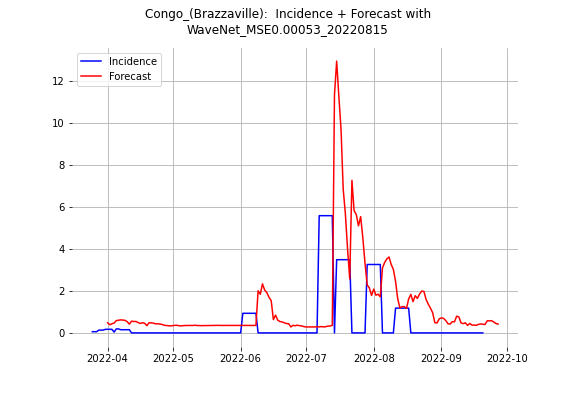 Congo_(Brazzaville):  Incidence + Forecast with
WaveNet_MSE0.00053_20220815
Incidence
Forecast
12
10
8
6
4
2
0
2022-04 2022-05 2022-06 2022-07 2022-08 2022-09 2022-10